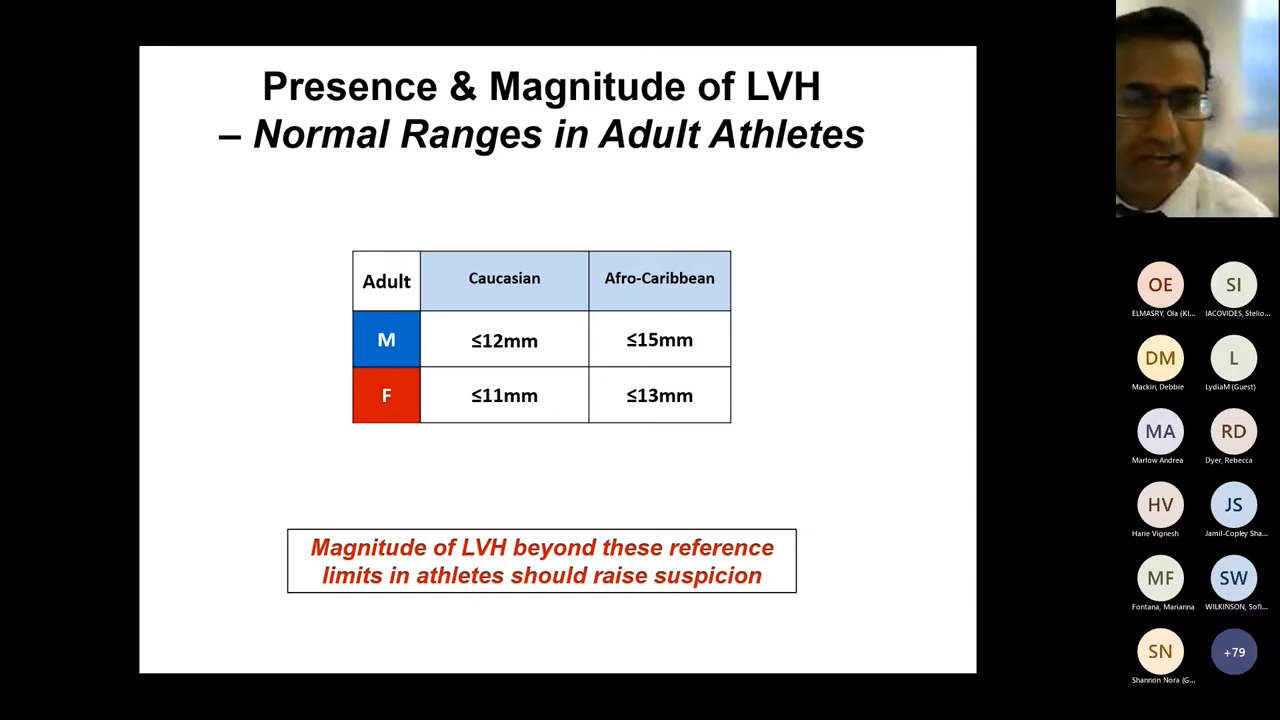 Presence & Magnitude of LVH
– Normal Ranges in Adult Athletes
Adult Caucasian Afro-Caribbean
M ≤12mm ≤15mm
F ≤11mm ≤13mm
Magnitude of LVH beyond these reference
limits in athletes should raise suspicion
OE SI
ELMASRY, Ola (KI... IACOVIDES, Stelio...
DM L
Mackin, Debbie LydiaM (Guest)
MA RD
Marlow Andrea Dyer, Rebecca
HV JS
Harie Vignesh Jamil-Copley Sha...
MF SW
Fontana, Marianna WILKINSON, Sofi...
SN +79
Shannon Nora (G...